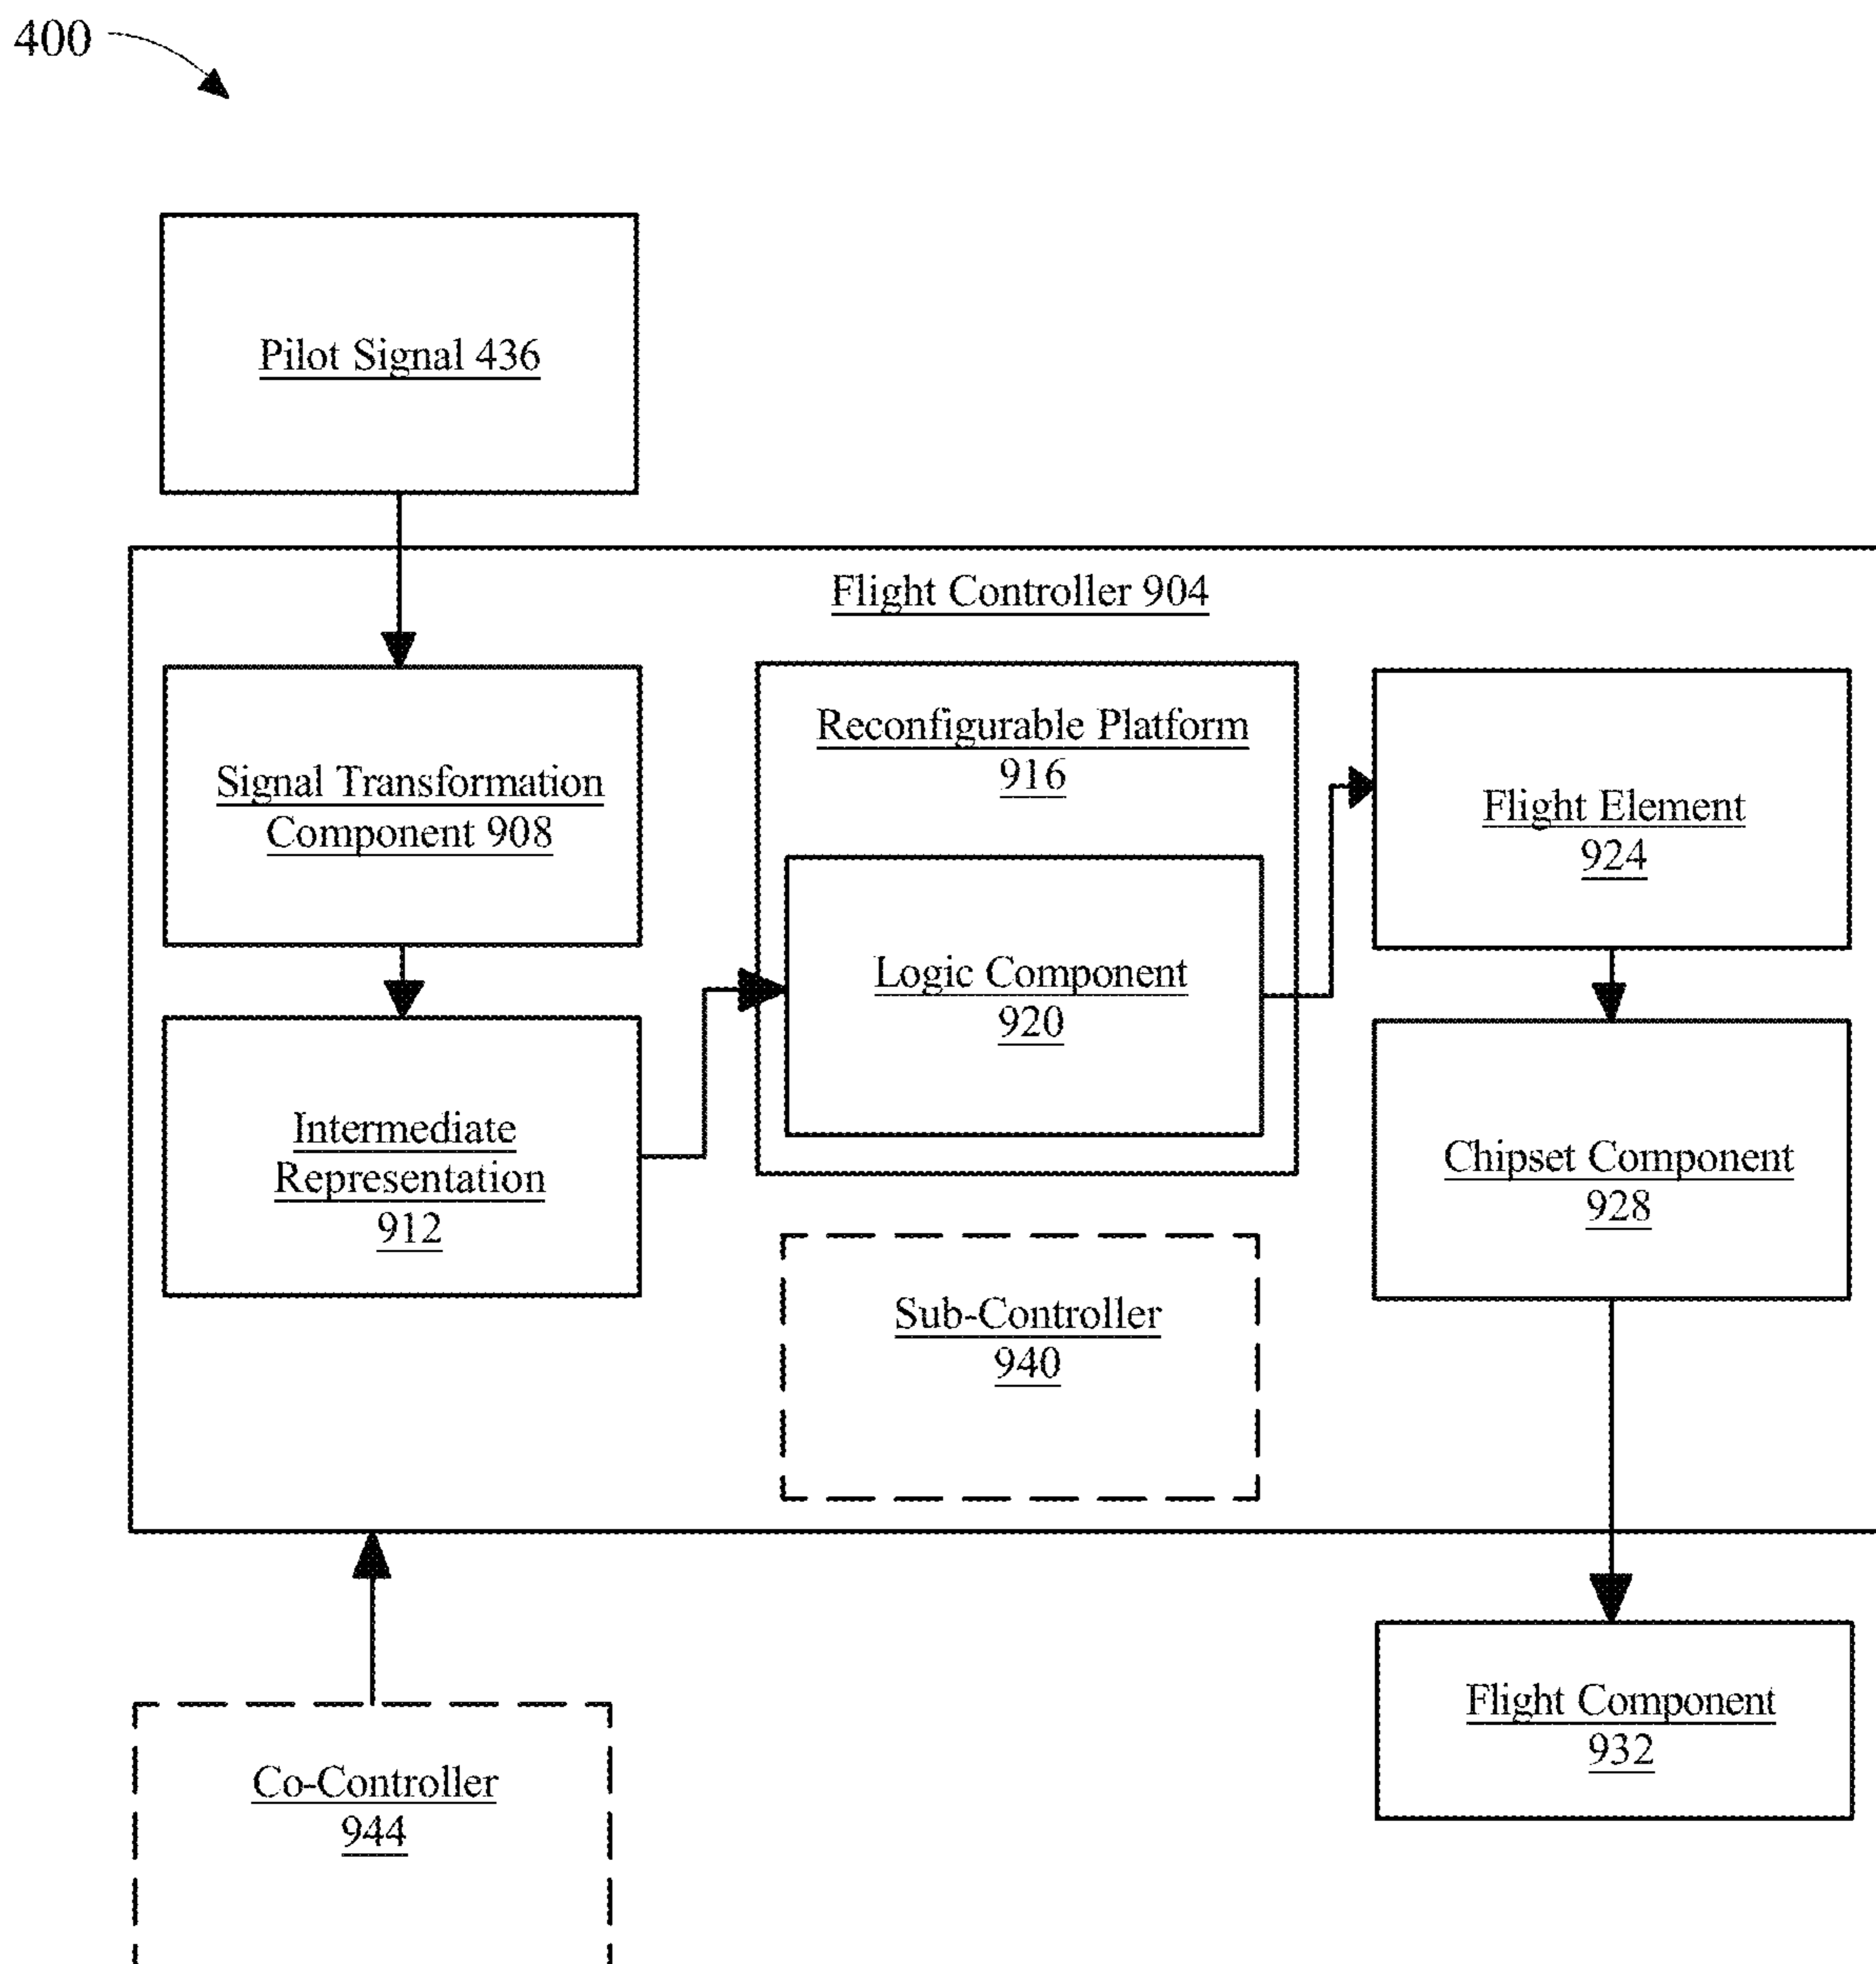 400
Pilot Signal 436
Flight Controller 904
Signal Transformation
Component 908
Reconfigurable Platform
916
Flight Element
924
Logic Component
920
Intermediate
Representation
912
Chipset Component
928
Sub-Controller
940
Flight Component
932
Co-Controller
944